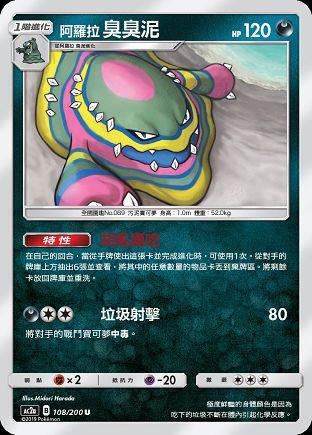 1階進化
阿羅拉 臭臭泥
HP 120
從阿羅拉 臭泥進化
全國圖鑑No.089 污泥寶可夢 身高：1.0m 體重：52.0kg
特性
在自己的回合，當從手牌使出這張卡並完成進化時，可使用1次，從對手的
牌庫上方抽出6張並查看，將其中的任意數量的物品卡丟到棄牌區，將剩餘
卡放回牌庫並重洗。
垃圾射擊 80
將對手的戰鬥寶可夢中毒。
弱點 ×2 抵抗力 -20 撤退
Illus.Midori Harada
AC2a B 108/200 U
©2019 Pokémon
極度鮮豔的身體顏色是因為
吃下的垃圾不斷在體內引起化學反應。